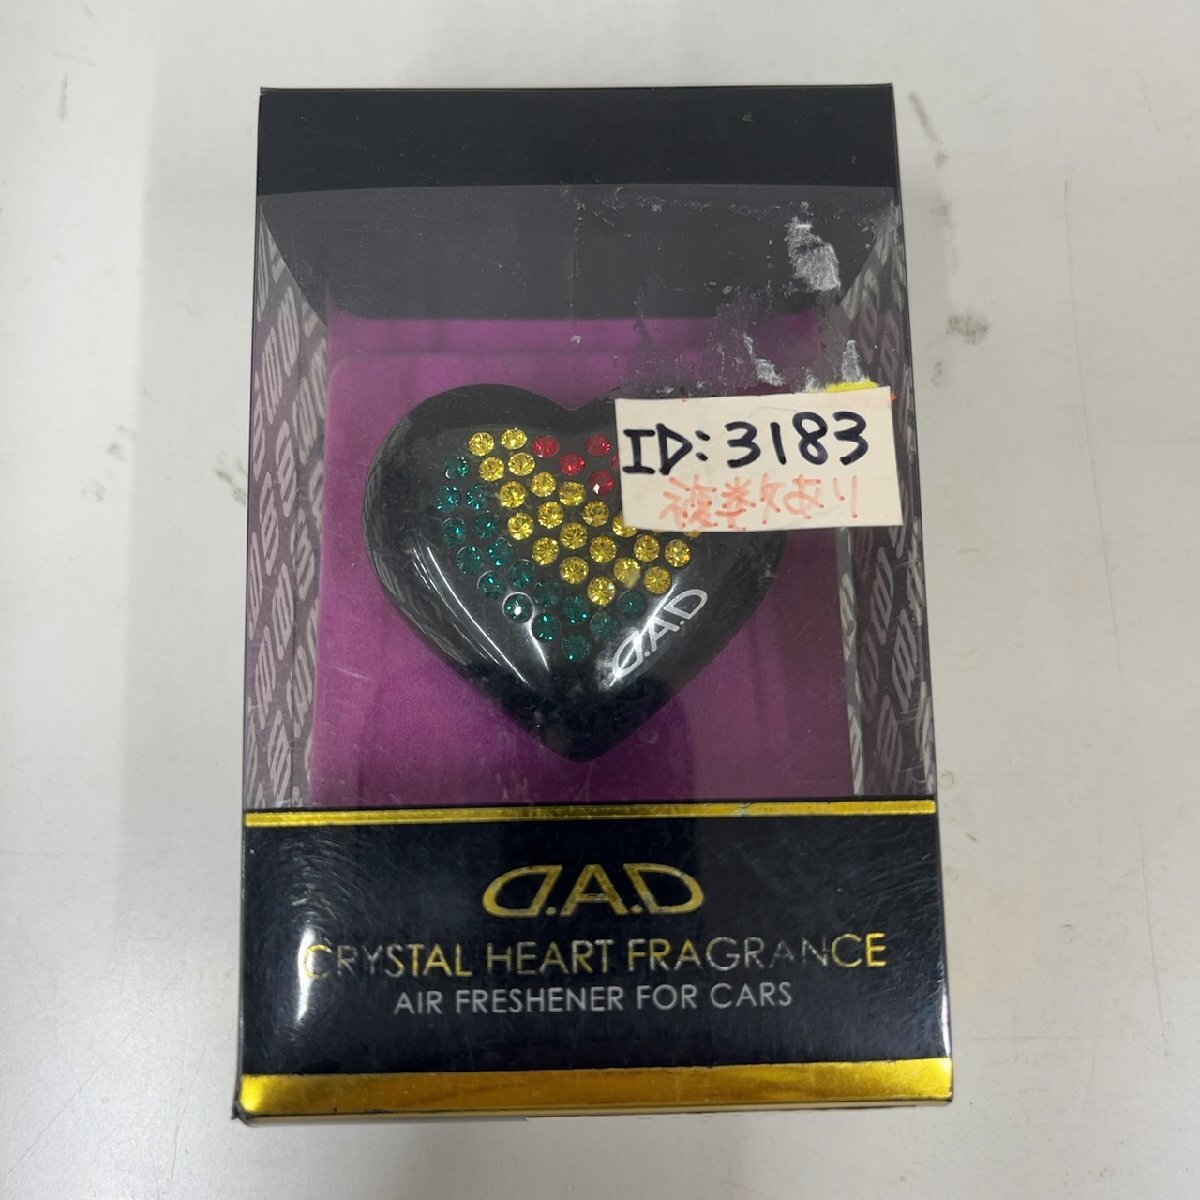 ID:3183
複数あり
D.A.D
D.A.D
CRYSTAL HEART FRAGRANCE
AIR FRESHENER FOR CARS